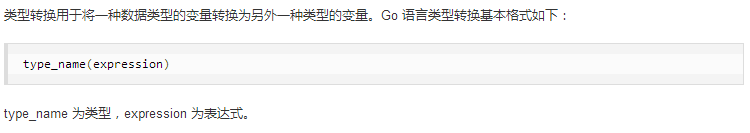 类型转换用于将一种数据类型的变量转换为另外一种类型的变量。Go 语言类型转换基本格式如下：
type_name(expression)
type_name 为类型，expression 为表达式。